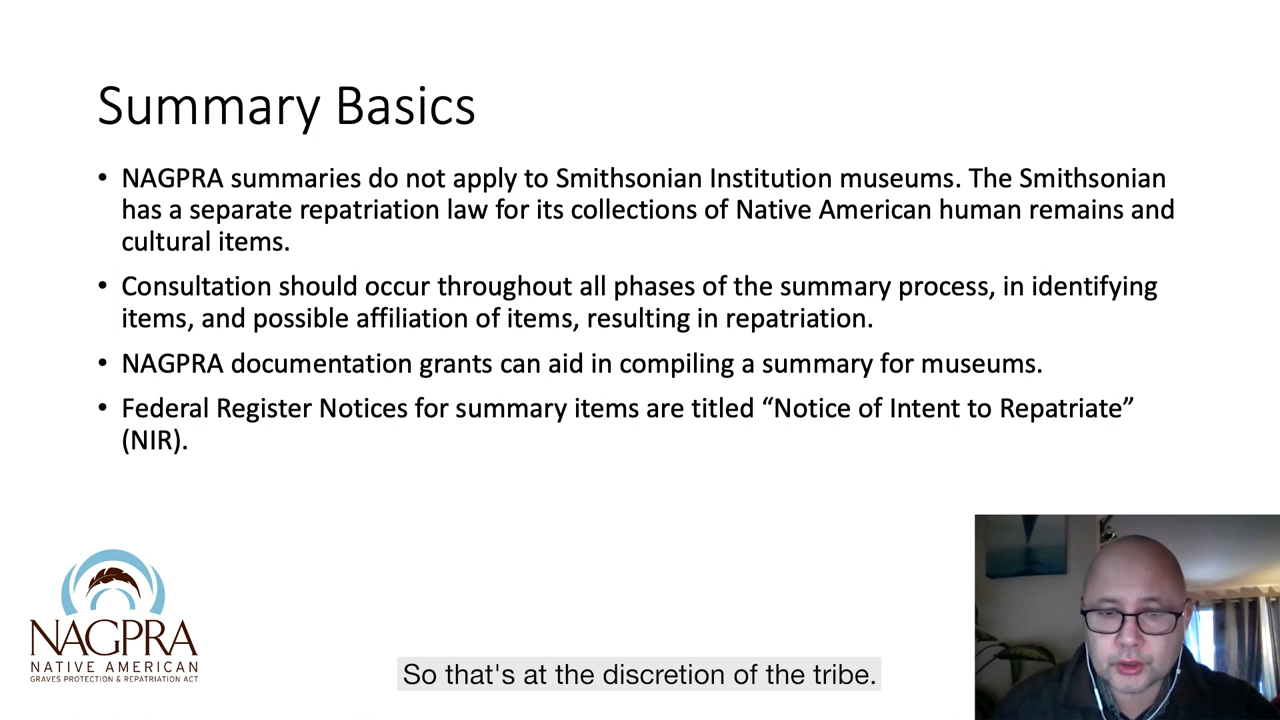 Summary Basics
• NAGPRA summaries do not apply to Smithsonian Institution museums. The Smithsonian
has a separate repatriation law for its collections of Native American human remains and
cultural items.
• Consultation should occur throughout all phases of the summary process, in identifying
items, and possible affiliation of items, resulting in repatriation.
• NAGPRA documentation grants can aid in compiling a summary for museums.
• Federal Register Notices for summary items are titled “Notice of Intent to Repatriate”
(NIR).
NAGPRA
NATIVE AMERICAN
GRAVES PROTECTION & REPATRIATION ACT
So that's at the discretion of the tribe.